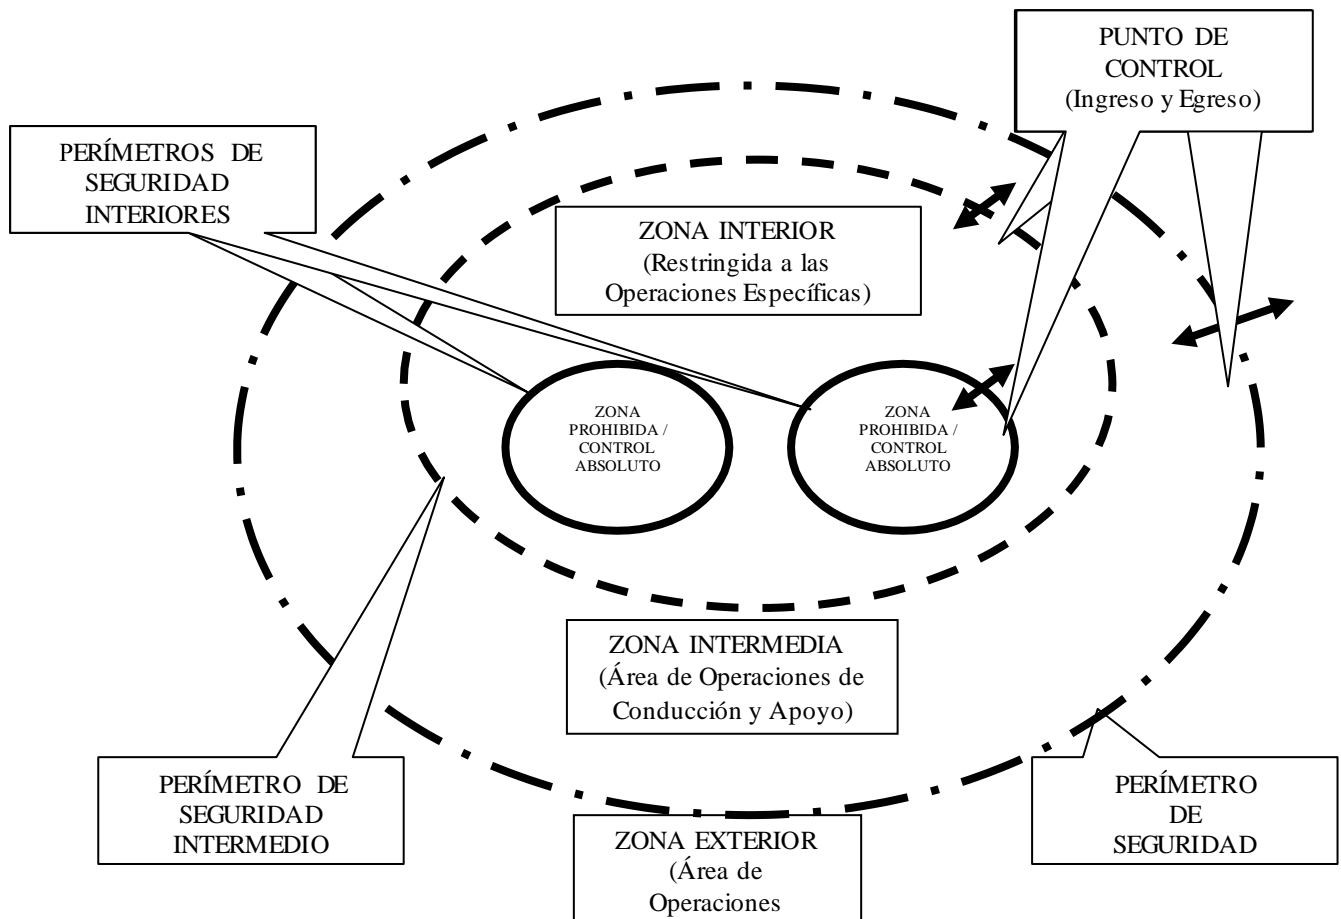 PUNTO DE
CONTROL
(Ingreso y Egreso)
PERÍMETROS DE
SEGURIDAD
INTERIORES
ZONA INTERIOR
(Restringida a las
Operaciones Específicas)
ZONA
PROHIBIDA /
CONTROL
ABSOLUTO
ZONA
PROHIBIDA /
CONTROL
ABSOLUTO
ZONA INTERMEDIA
(Área de Operaciones de
Conducción y Apoyo)
PERÍMETRO DE
SEGURIDAD
INTERMEDIO
PERÍMETRO
DE
SEGURIDAD
ZONA EXTERIOR
(Área de
Operaciones